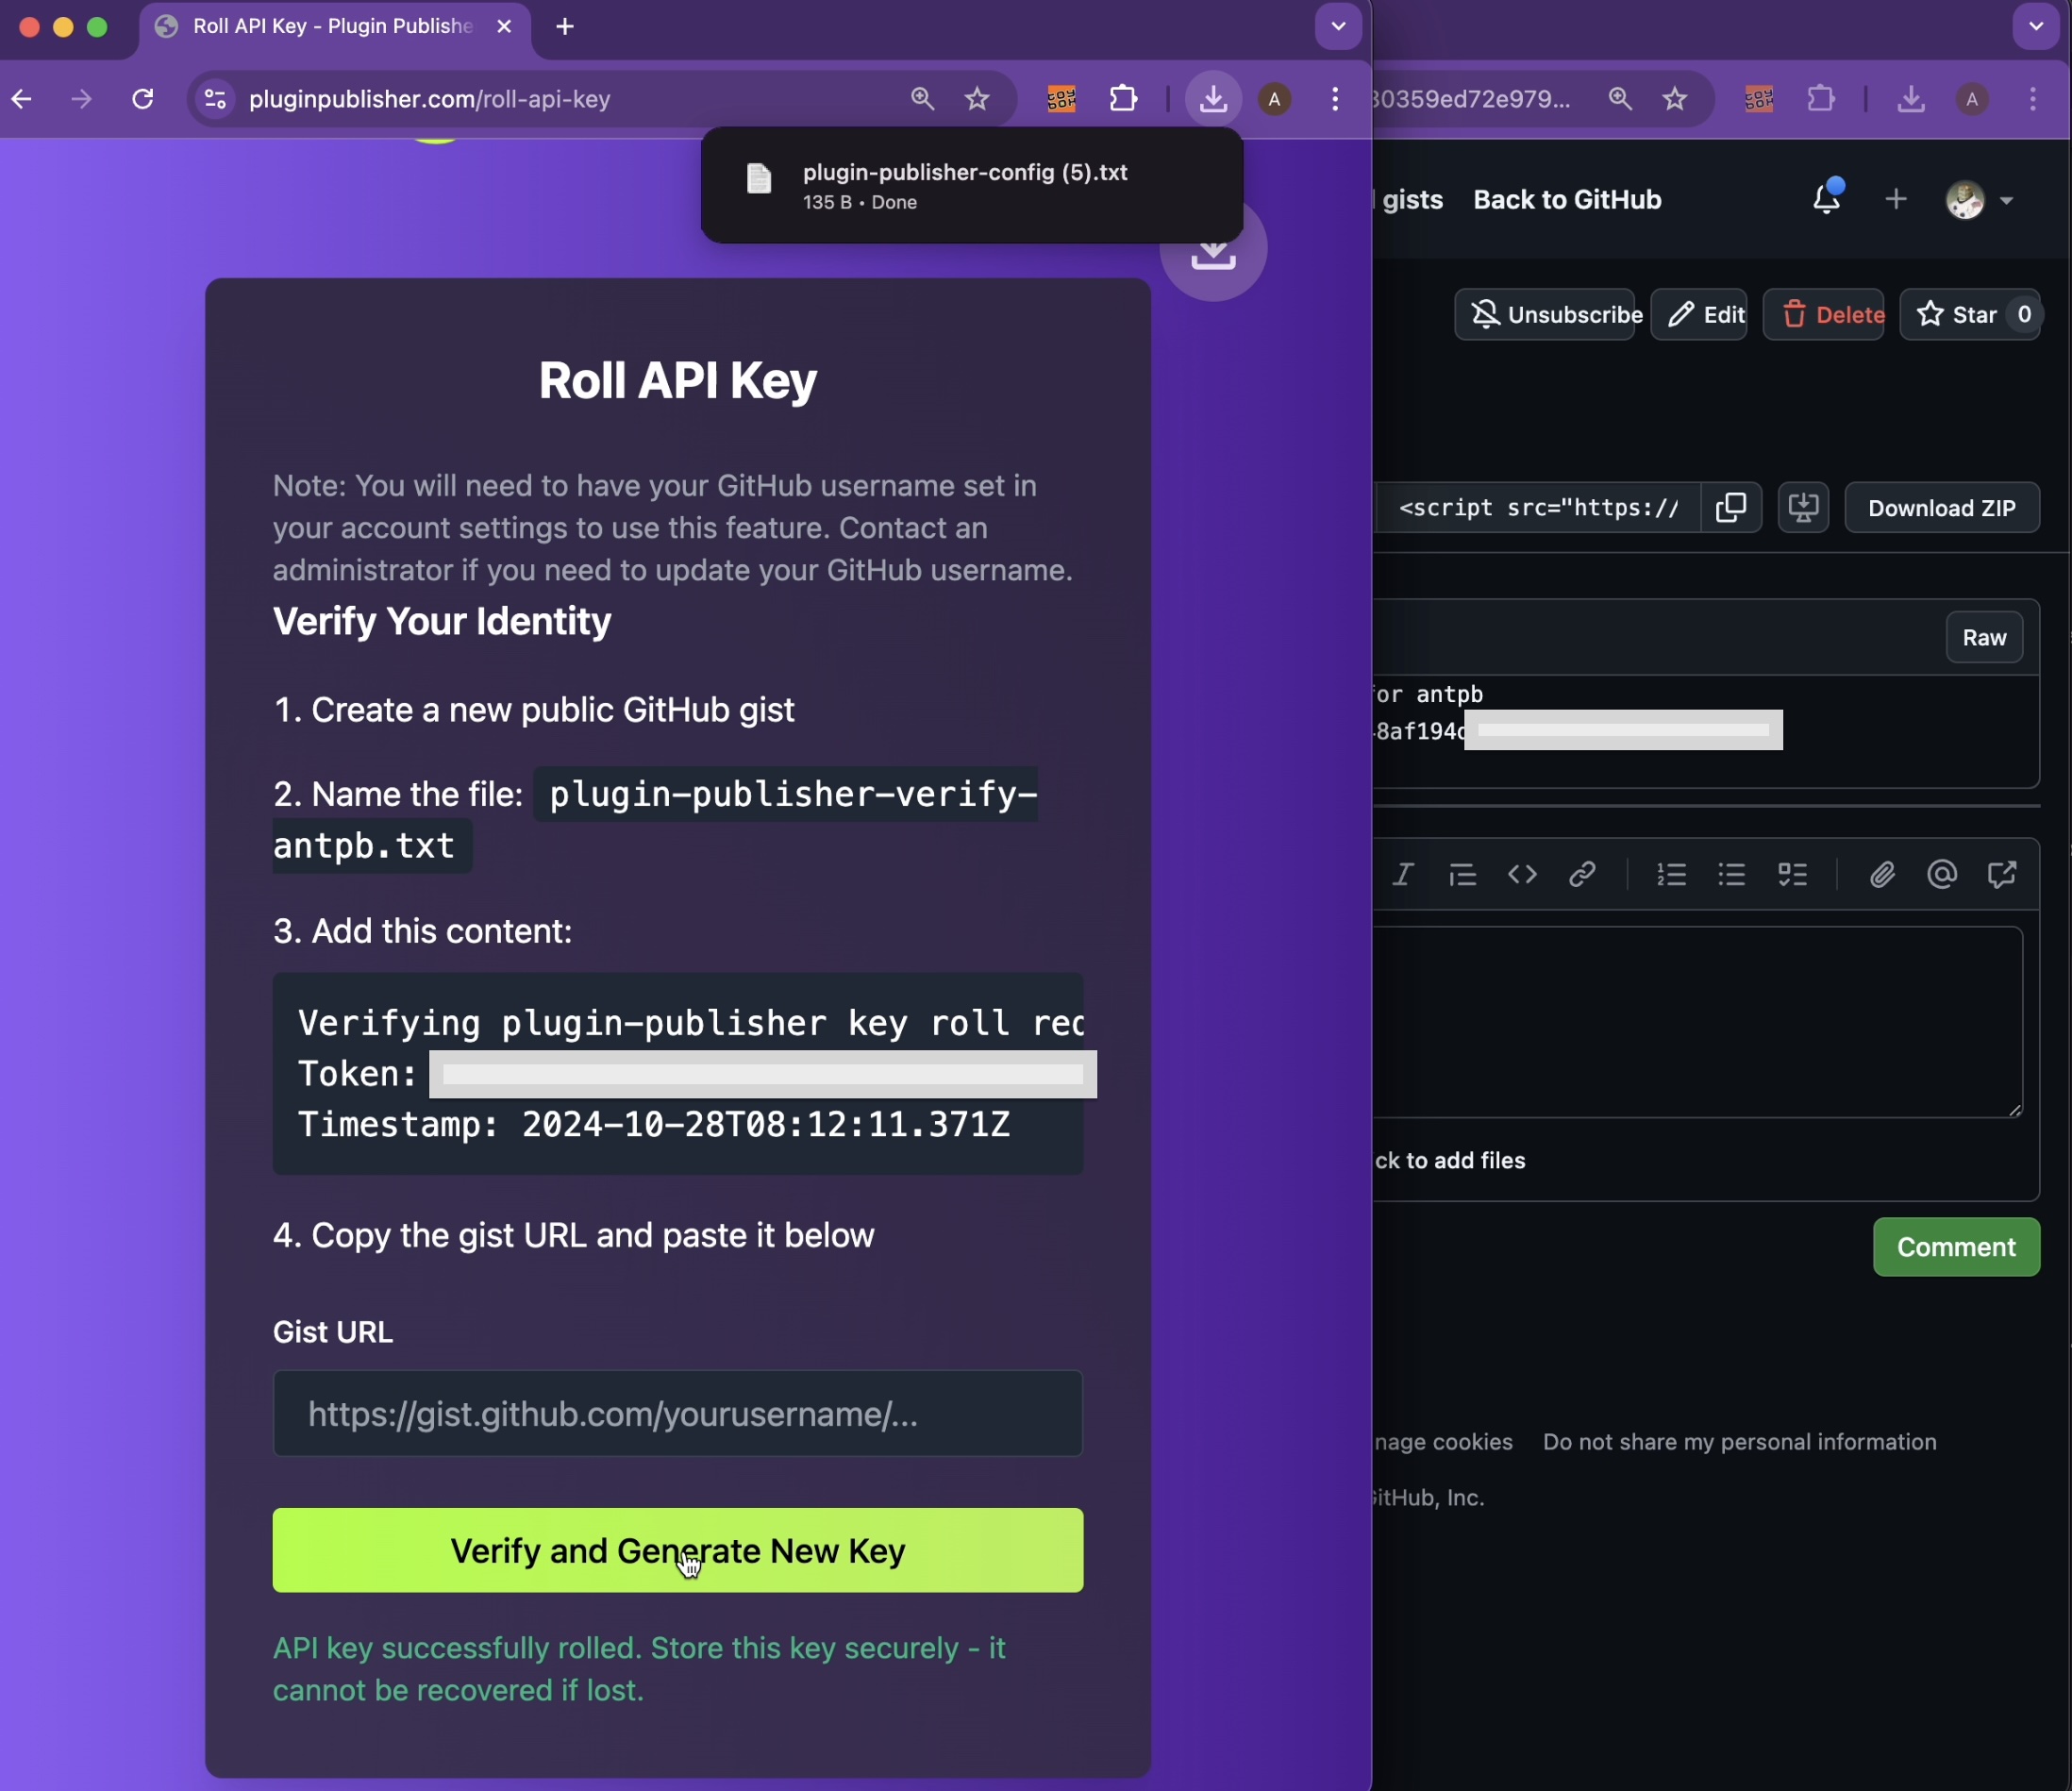 Roll API Key - Plugin Publishe
pluginpublisher.com/roll-api-key
A
plugin-publisher-config (5).txt
135 B • Done
Roll API Key
Note: You will need to have your GitHub username set in
your account settings to use this feature. Contact an
administrator if you need to update your GitHub username.
Verify Your Identity
1. Create a new public GitHub gist
2. Name the file: plugin-publisher-verify-
antpb.txt
3. Add this content:
Verifying plugin-publisher key roll
Token:
Timestamp: 2024-10-28T08:12:11.371Z
4. Copy the gist URL and paste it below
Gist URL
https://gist.github.com/yourusername/...
Verify and Generate New Key
API key successfully rolled. Store this key securely - it
cannot be recovered if lost.
30359ed72e979...
A
gists Back to GitHub
Unsubscribe Edit Delete Star 0
<script src="https://
Download ZIP
Raw
for antpb
8af194
ck to add files
Comment
nage cookies Do not share my personal information
GitHub, Inc.